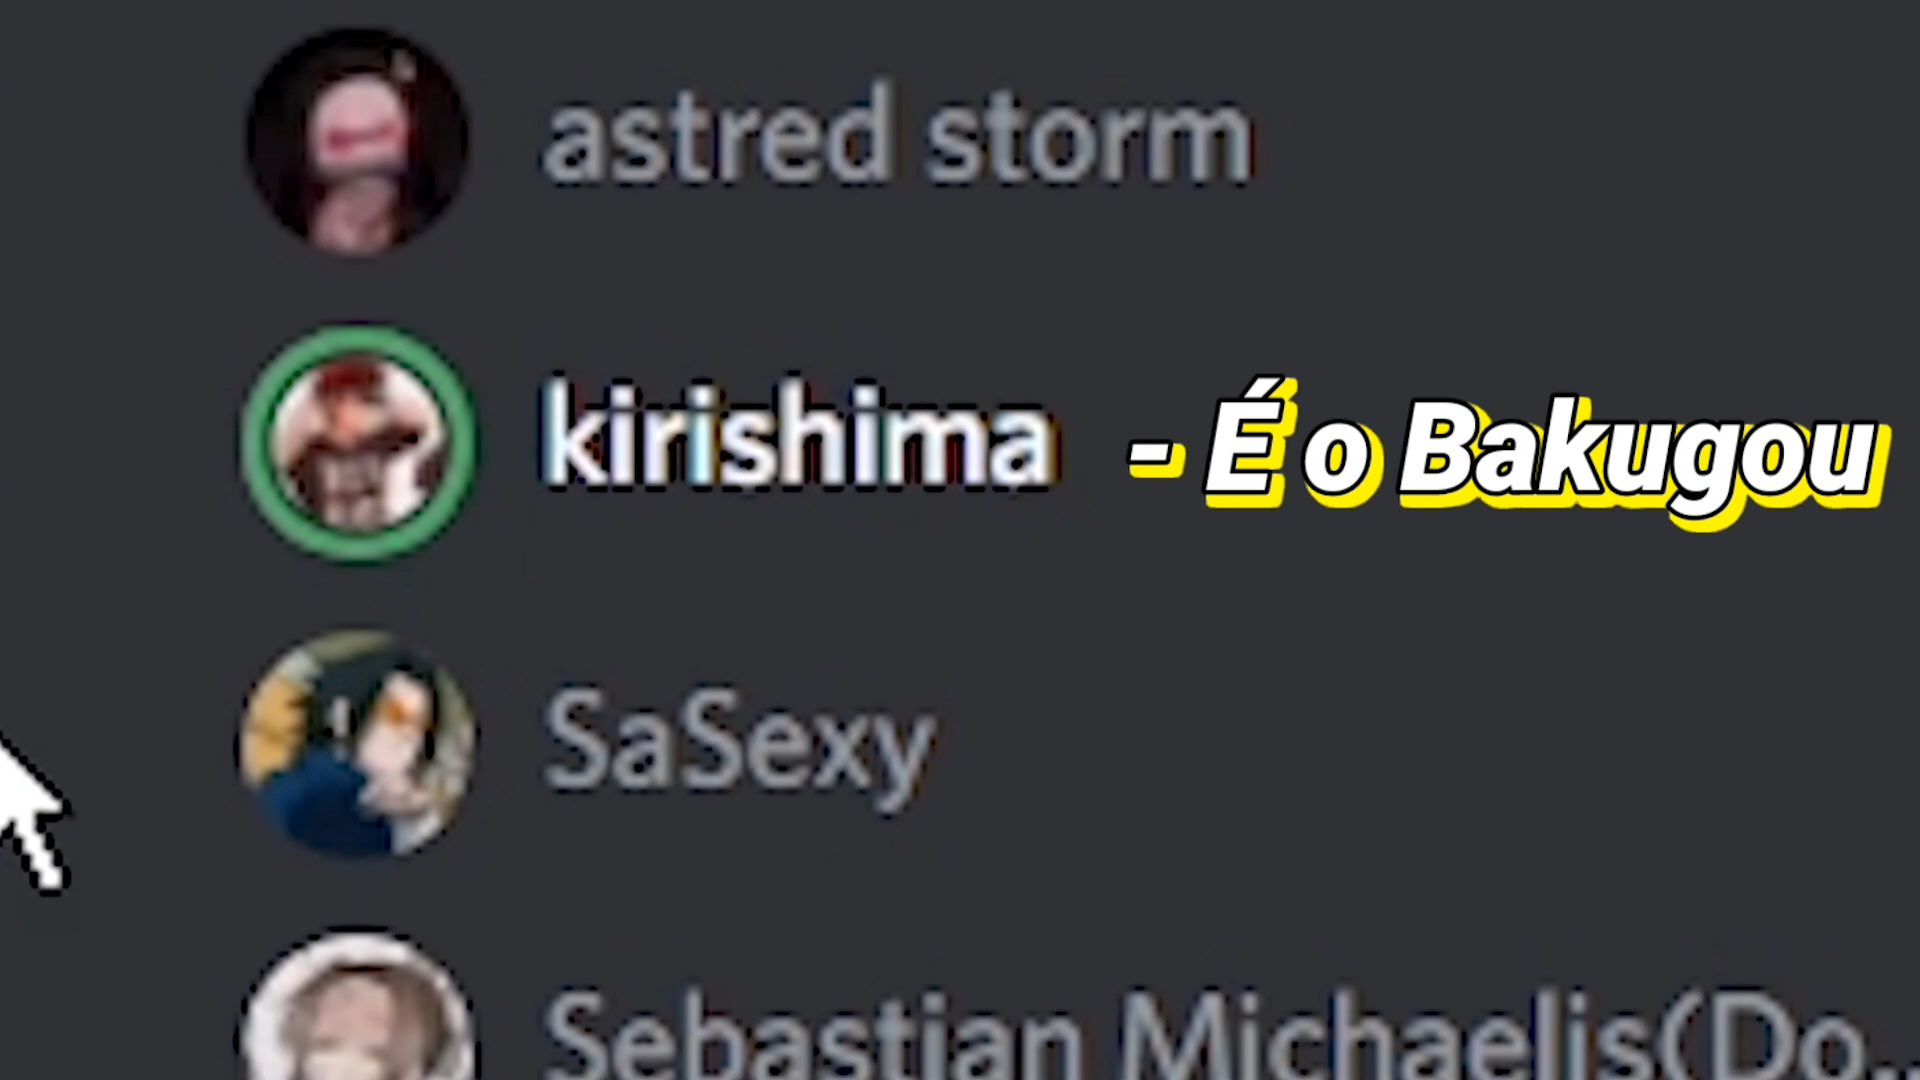 astred storm
kirishima - É o Bakugou
SaSexy
Sebastian Michaelis(Do...